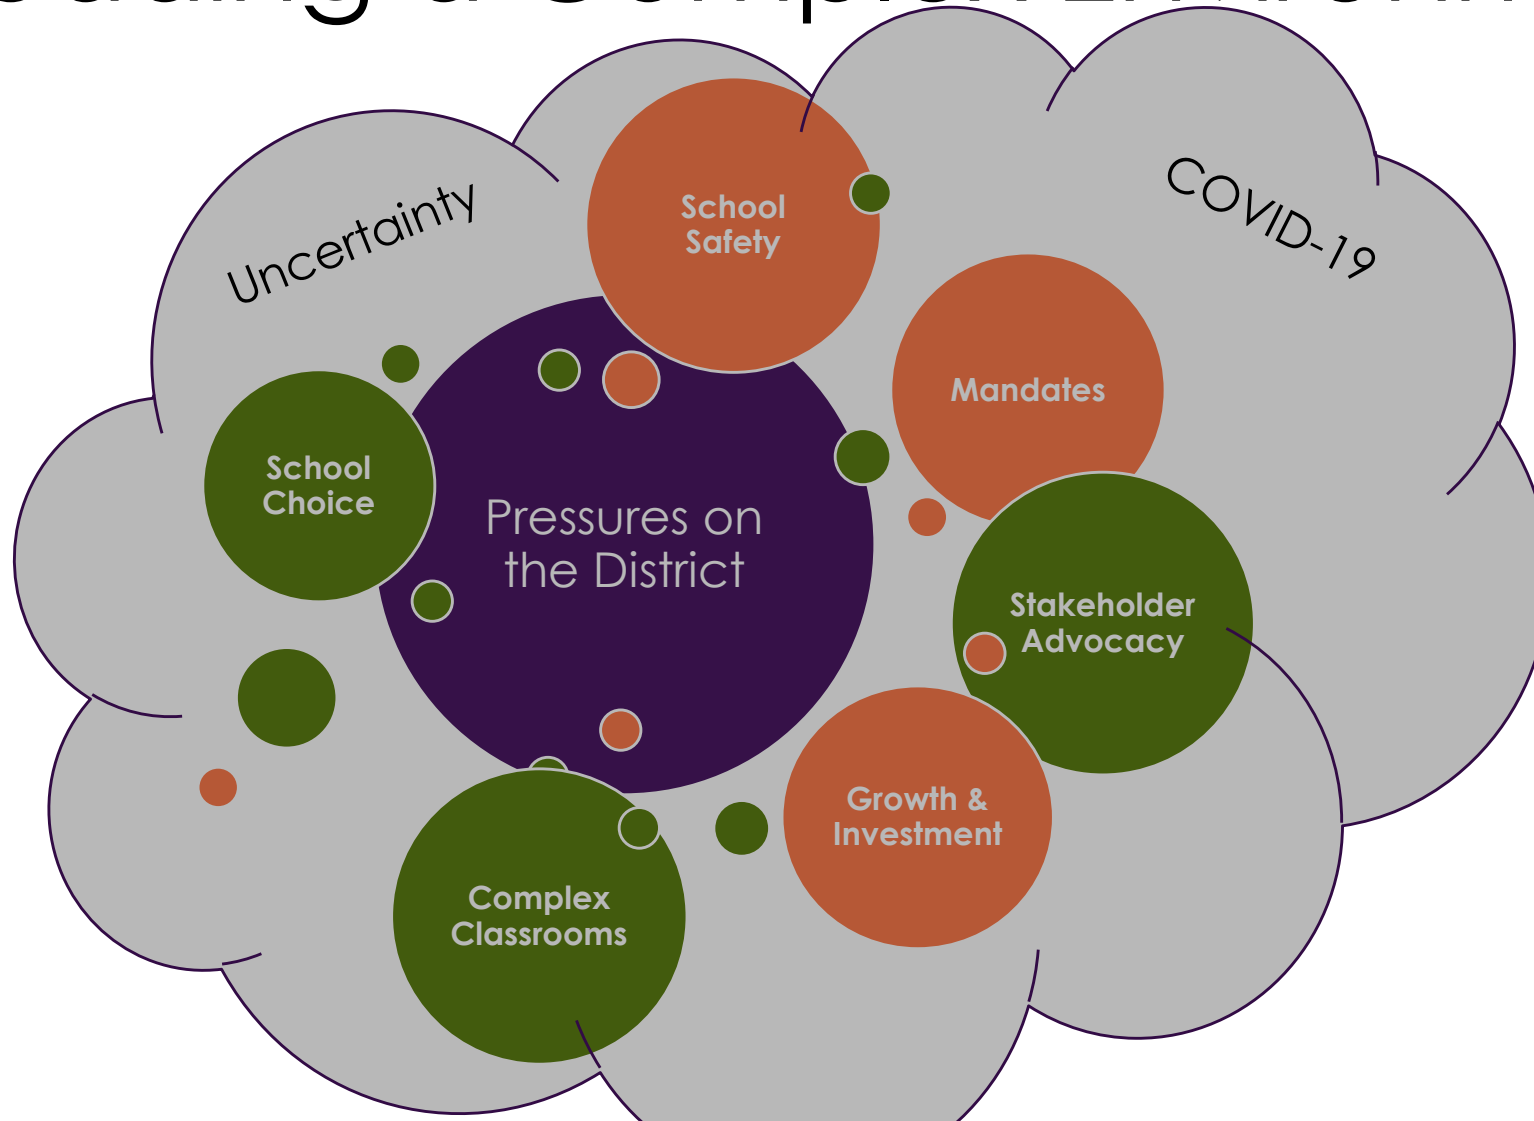 Uncertainty
COVID-19
School
Safety
Mandates
School
Choice
Pressures on
the District
Stakeholder
Advocacy
Growth &
Investment
Complex
Classrooms